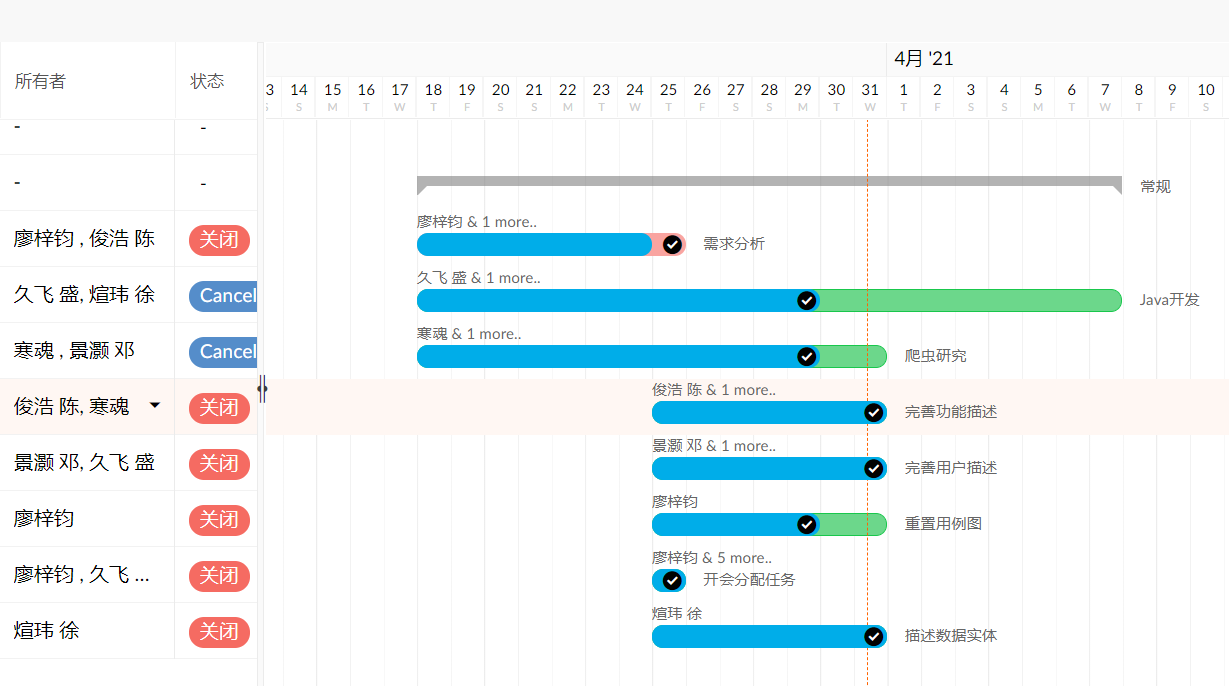 4月 '21
所有者 状态
3 14 15 16 17 18 19 20 21 22 23 24 25 26 27 28 29 30 31 1 2 3 4 5 6 7 8 9 10
S S M T W T F S S M T W T F S S M T W T F S S M T W T F S
- -
- - 常规
廖梓钧 & 1 more..
廖梓钧 , 俊浩 陈 关闭 需求分析
久飞 盛 & 1 more..
久飞 盛, 煊玮 徐 Cancel Java开发
寒魂 & 1 more..
寒魂 , 景灏 邓 Cancel 爬虫研究
俊浩 陈 & 1 more..
俊浩 陈, 寒魂 关闭 完善功能描述
景灏 邓 & 1 more..
景灏 邓, 久飞 盛 关闭 完善用户描述
廖梓钧
廖梓钧 关闭 重置用例图
廖梓钧 & 5 more..
廖梓钧 , 久飞 ... 关闭 开会分配任务
煊玮 徐
煊玮 徐 关闭 描述数据实体